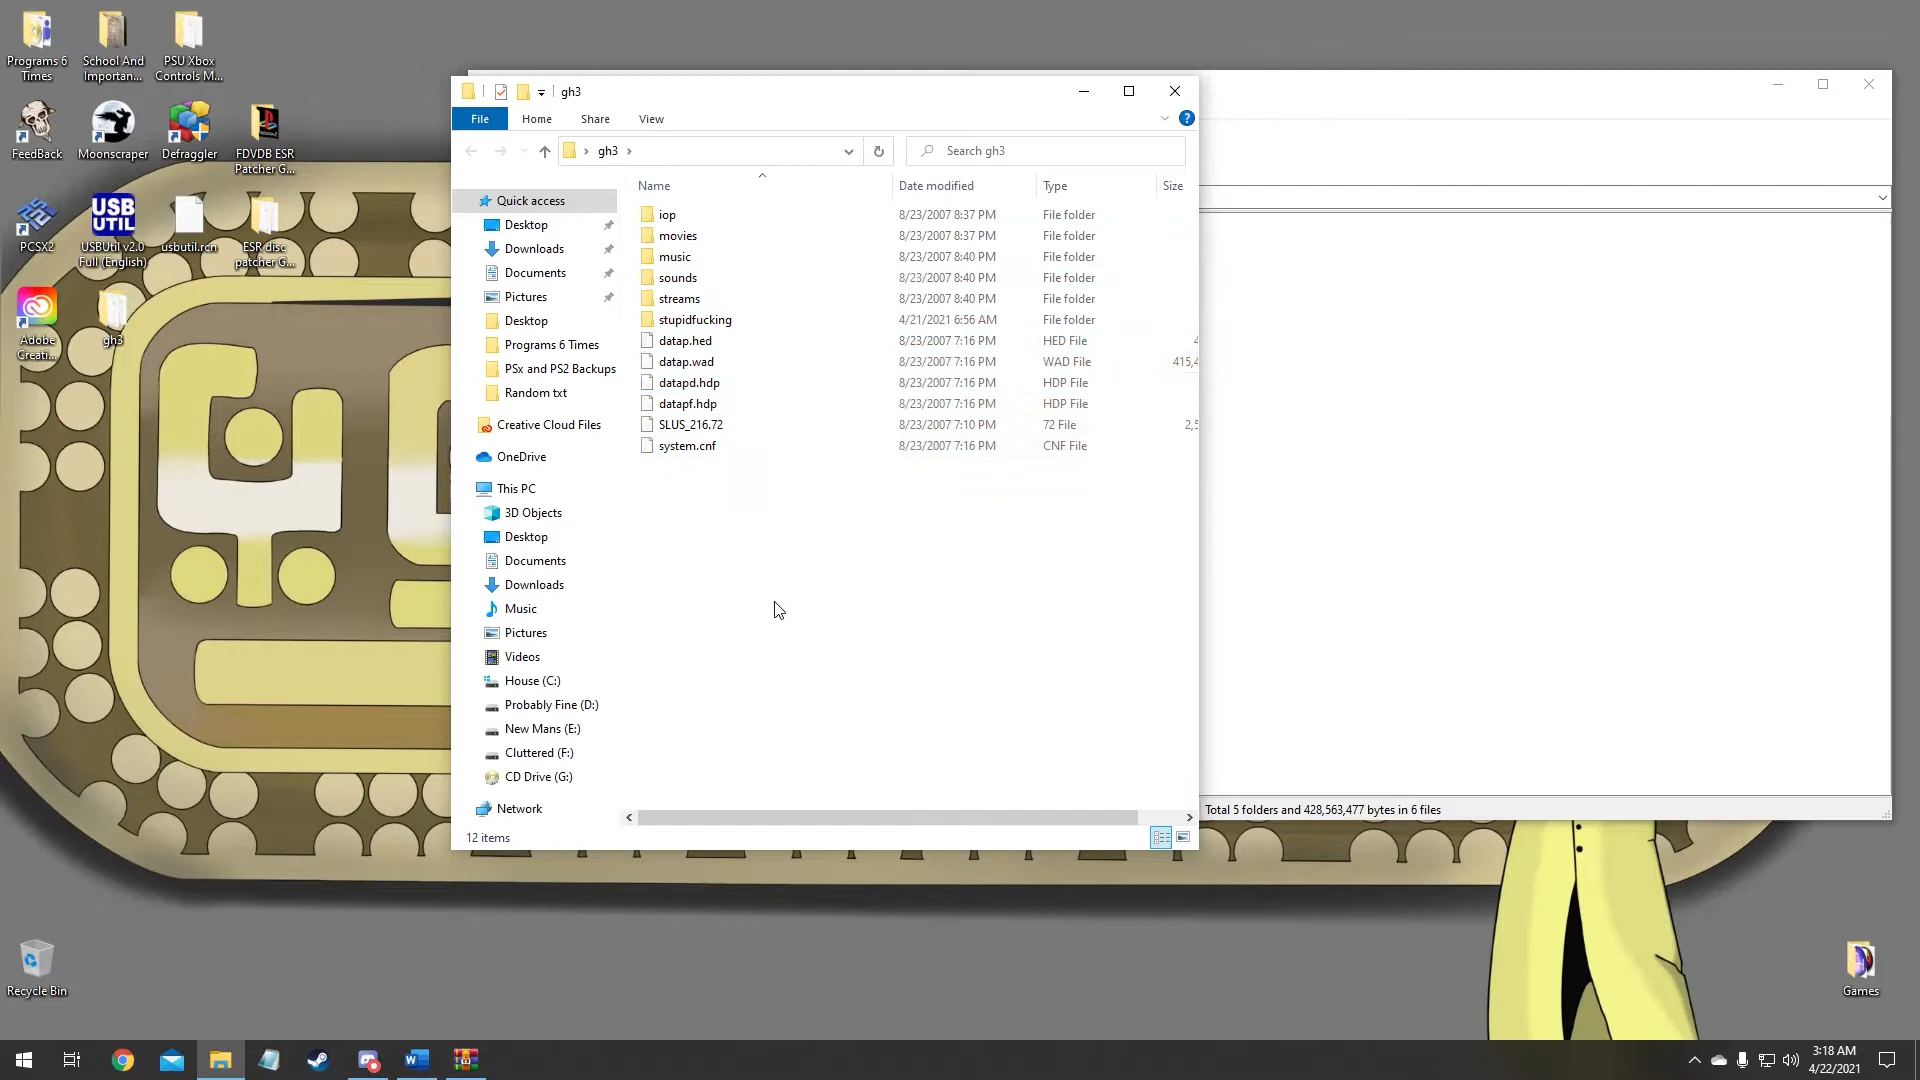 Programs 6
Times
School And
Importan...
PSU Xbox
Controls M...
FeedBack
Moonscraper
Defraggler
FDVDB ESR
Patcher G...
PCSX2
USB
UTIL
USBUtil v2.0
Full (English)
usbutil.rcn
ESR disc
patcher G...
Adobe
Creati...
gh3
Recycle Bin
Games
gh3
File
Home
Share
View
gh3
Search gh3
Name
Date modified
Type
Size
Quick access
Desktop
Downloads
Documents
Pictures
Desktop
Programs 6 Times
PSx and PS2 Backups
Random txt
Creative Cloud Files
OneDrive
This PC
3D Objects
Desktop
Documents
Downloads
Music
Pictures
Videos
House (C:)
Probably Fine (D:)
New Mans (E:)
Cluttered (F:)
CD Drive (G:)
Network
iop 8/23/2007 8:37 PM File folder
movies 8/23/2007 8:37 PM File folder
music 8/23/2007 8:40 PM File folder
sounds 8/23/2007 8:40 PM File folder
streams 8/23/2007 8:40 PM File folder
stupidfucking 4/21/2021 6:56 AM File folder
datap.hed 8/23/2007 7:16 PM HED File
datap.wad 8/23/2007 7:16 PM WAD File 415,4
datapd.hdp 8/23/2007 7:16 PM HDP File
datapf.hdp 8/23/2007 7:16 PM HDP File
SLUS_216.72 8/23/2007 7:10 PM 72 File 2,5
system.cnf 8/23/2007 7:16 PM CNF File
12 items
Total 5 folders and 428,563,477 bytes in 6 files
3:18 AM
4/22/2021